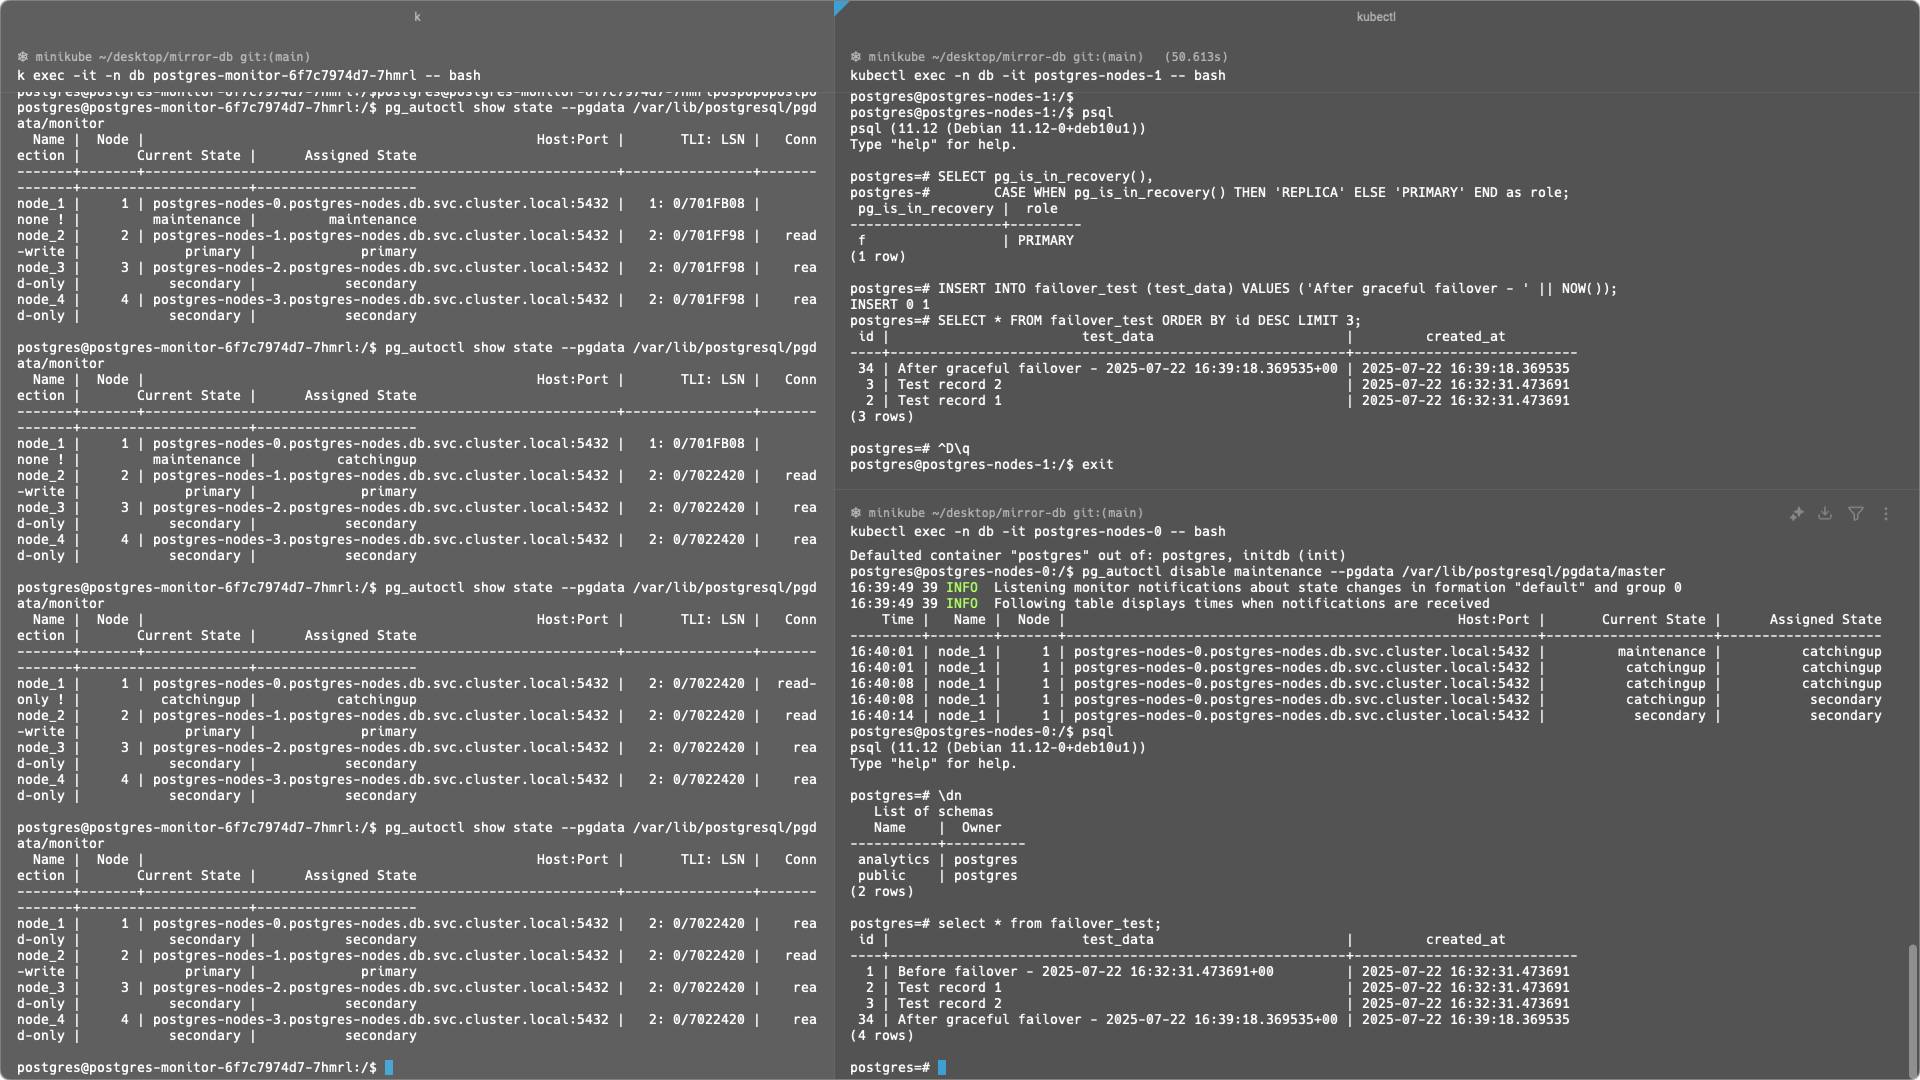 k
minikube ~/desktop/mirror-db git:(main)
k exec -it -n db postgres-monitor-6f7c7974d7-7hmrl -- bash
postgres@postgres-monitor-6f7c7974d7-7hmrl:/$ pg_autoctl show state --pgdata /var/lib/postgresql/pgd
ata/monitor
  Name |  Node |                                                 Host:Port |       TLI: LSN |   Conn
ection |       Current State |      Assigned State
-------+-------+-----------------------------------------------------------+----------------+-------
-------+---------------------+--------------------
node_1 |     1 | postgres-nodes-0.postgres-nodes.db.svc.cluster.local:5432 |   1: 0/701FB08 |
none ! |         maintenance |         maintenance
node_2 |     2 | postgres-nodes-1.postgres-nodes.db.svc.cluster.local:5432 |   2: 0/701FF98 |   read
-write |             primary |             primary
node_3 |     3 | postgres-nodes-2.postgres-nodes.db.svc.cluster.local:5432 |   2: 0/701FF98 |    rea
d-only |           secondary |           secondary
node_4 |     4 | postgres-nodes-3.postgres-nodes.db.svc.cluster.local:5432 |   2: 0/701FF98 |    rea
d-only |           secondary |           secondary
postgres@postgres-monitor-6f7c7974d7-7hmrl:/$ pg_autoctl show state --pgdata /var/lib/postgresql/pgd
ata/monitor
  Name |  Node |                                                 Host:Port |       TLI: LSN |   Conn
ection |       Current State |      Assigned State
-------+-------+-----------------------------------------------------------+----------------+-------
-------+---------------------+--------------------
node_1 |     1 | postgres-nodes-0.postgres-nodes.db.svc.cluster.local:5432 |   1: 0/701FB08 |
none ! |         maintenance |          catchingup
node_2 |     2 | postgres-nodes-1.postgres-nodes.db.svc.cluster.local:5432 |   2: 0/7022420 |   read
-write |             primary |             primary
node_3 |     3 | postgres-nodes-2.postgres-nodes.db.svc.cluster.local:5432 |   2: 0/7022420 |    rea
d-only |           secondary |           secondary
node_4 |     4 | postgres-nodes-3.postgres-nodes.db.svc.cluster.local:5432 |   2: 0/7022420 |    rea
d-only |           secondary |           secondary
postgres@postgres-monitor-6f7c7974d7-7hmrl:/$ pg_autoctl show state --pgdata /var/lib/postgresql/pgd
ata/monitor
  Name |  Node |                                                 Host:Port |       TLI: LSN |   Conn
ection |       Current State |      Assigned State
-------+-------+-----------------------------------------------------------+----------------+-------
-------+---------------------+--------------------
node_1 |     1 | postgres-nodes-0.postgres-nodes.db.svc.cluster.local:5432 |   2: 0/7022420 |  read-
only ! |          catchingup |          catchingup
node_2 |     2 | postgres-nodes-1.postgres-nodes.db.svc.cluster.local:5432 |   2: 0/7022420 |   read
-write |             primary |             primary
node_3 |     3 | postgres-nodes-2.postgres-nodes.db.svc.cluster.local:5432 |   2: 0/7022420 |    rea
d-only |           secondary |           secondary
node_4 |     4 | postgres-nodes-3.postgres-nodes.db.svc.cluster.local:5432 |   2: 0/7022420 |    rea
d-only |           secondary |           secondary
postgres@postgres-monitor-6f7c7974d7-7hmrl:/$ pg_autoctl show state --pgdata /var/lib/postgresql/pgd
ata/monitor
  Name |  Node |                                                 Host:Port |       TLI: LSN |   Conn
ection |       Current State |      Assigned State
-------+-------+-----------------------------------------------------------+----------------+-------
-------+---------------------+--------------------
node_1 |     1 | postgres-nodes-0.postgres-nodes.db.svc.cluster.local:5432 |   2: 0/7022420 |    rea
d-only |           secondary |           secondary
node_2 |     2 | postgres-nodes-1.postgres-nodes.db.svc.cluster.local:5432 |   2: 0/7022420 |   read
-write |             primary |             primary
node_3 |     3 | postgres-nodes-2.postgres-nodes.db.svc.cluster.local:5432 |   2: 0/7022420 |    rea
d-only |           secondary |           secondary
node_4 |     4 | postgres-nodes-3.postgres-nodes.db.svc.cluster.local:5432 |   2: 0/7022420 |    rea
d-only |           secondary |           secondary
postgres@postgres-monitor-6f7c7974d7-7hmrl:/$
kubectl
minikube ~/desktop/mirror-db git:(main)   (50.613s)
kubectl exec -n db -it postgres-nodes-1 -- bash
postgres@postgres-nodes-1:/$
postgres@postgres-nodes-1:/$ psql
psql (11.12 (Debian 11.12-0+deb10u1))
Type "help" for help.
postgres=# SELECT pg_is_in_recovery(),
postgres-#        CASE WHEN pg_is_in_recovery() THEN 'REPLICA' ELSE 'PRIMARY' END as role;
 pg_is_in_recovery |  role
-------------------+---------
 f                 | PRIMARY
(1 row)
postgres=# INSERT INTO failover_test (test_data) VALUES ('After graceful failover - ' || NOW());
INSERT 0 1
postgres=# SELECT * FROM failover_test ORDER BY id DESC LIMIT 3;
 id |                        test_data                        |         created_at
----+---------------------------------------------------------+----------------------------
 34 | After graceful failover - 2025-07-22 16:39:18.369535+00 | 2025-07-22 16:39:18.369535
  3 | Test record 2                                           | 2025-07-22 16:32:31.473691
  2 | Test record 1                                           | 2025-07-22 16:32:31.473691
(3 rows)
postgres=# ^D\q
postgres@postgres-nodes-1:/$ exit
minikube ~/desktop/mirror-db git:(main)
kubectl exec -n db -it postgres-nodes-0 -- bash
Defaulted container "postgres" out of: postgres, initdb (init)
postgres@postgres-nodes-0:/$ pg_autoctl disable maintenance --pgdata /var/lib/postgresql/pgdata/master
16:39:49 39 INFO  Listening monitor notifications about state changes in formation "default" and group 0
16:39:49 39 INFO  Following table displays times when notifications are received
    Time |   Name |  Node |                                                 Host:Port |       Current State |      Assigned State
---------+--------+-------+-----------------------------------------------------------+---------------------+--------------------
16:40:01 | node_1 |     1 | postgres-nodes-0.postgres-nodes.db.svc.cluster.local:5432 |         maintenance |          catchingup
16:40:01 | node_1 |     1 | postgres-nodes-0.postgres-nodes.db.svc.cluster.local:5432 |          catchingup |          catchingup
16:40:08 | node_1 |     1 | postgres-nodes-0.postgres-nodes.db.svc.cluster.local:5432 |          catchingup |          catchingup
16:40:08 | node_1 |     1 | postgres-nodes-0.postgres-nodes.db.svc.cluster.local:5432 |          catchingup |           secondary
16:40:14 | node_1 |     1 | postgres-nodes-0.postgres-nodes.db.svc.cluster.local:5432 |           secondary |           secondary
postgres@postgres-nodes-0:/$ psql
psql (11.12 (Debian 11.12-0+deb10u1))
Type "help" for help.
postgres=# \dn
   List of schemas
   Name    |  Owner
-----------+----------
 analytics | postgres
 public    | postgres
(2 rows)
postgres=# select * from failover_test;
 id |                        test_data                        |         created_at
----+---------------------------------------------------------+----------------------------
  1 | Before failover - 2025-07-22 16:32:31.473691+00         | 2025-07-22 16:32:31.473691
  2 | Test record 1                                           | 2025-07-22 16:32:31.473691
  3 | Test record 2                                           | 2025-07-22 16:32:31.473691
 34 | After graceful failover - 2025-07-22 16:39:18.369535+00 | 2025-07-22 16:39:18.369535
(4 rows)
postgres=#